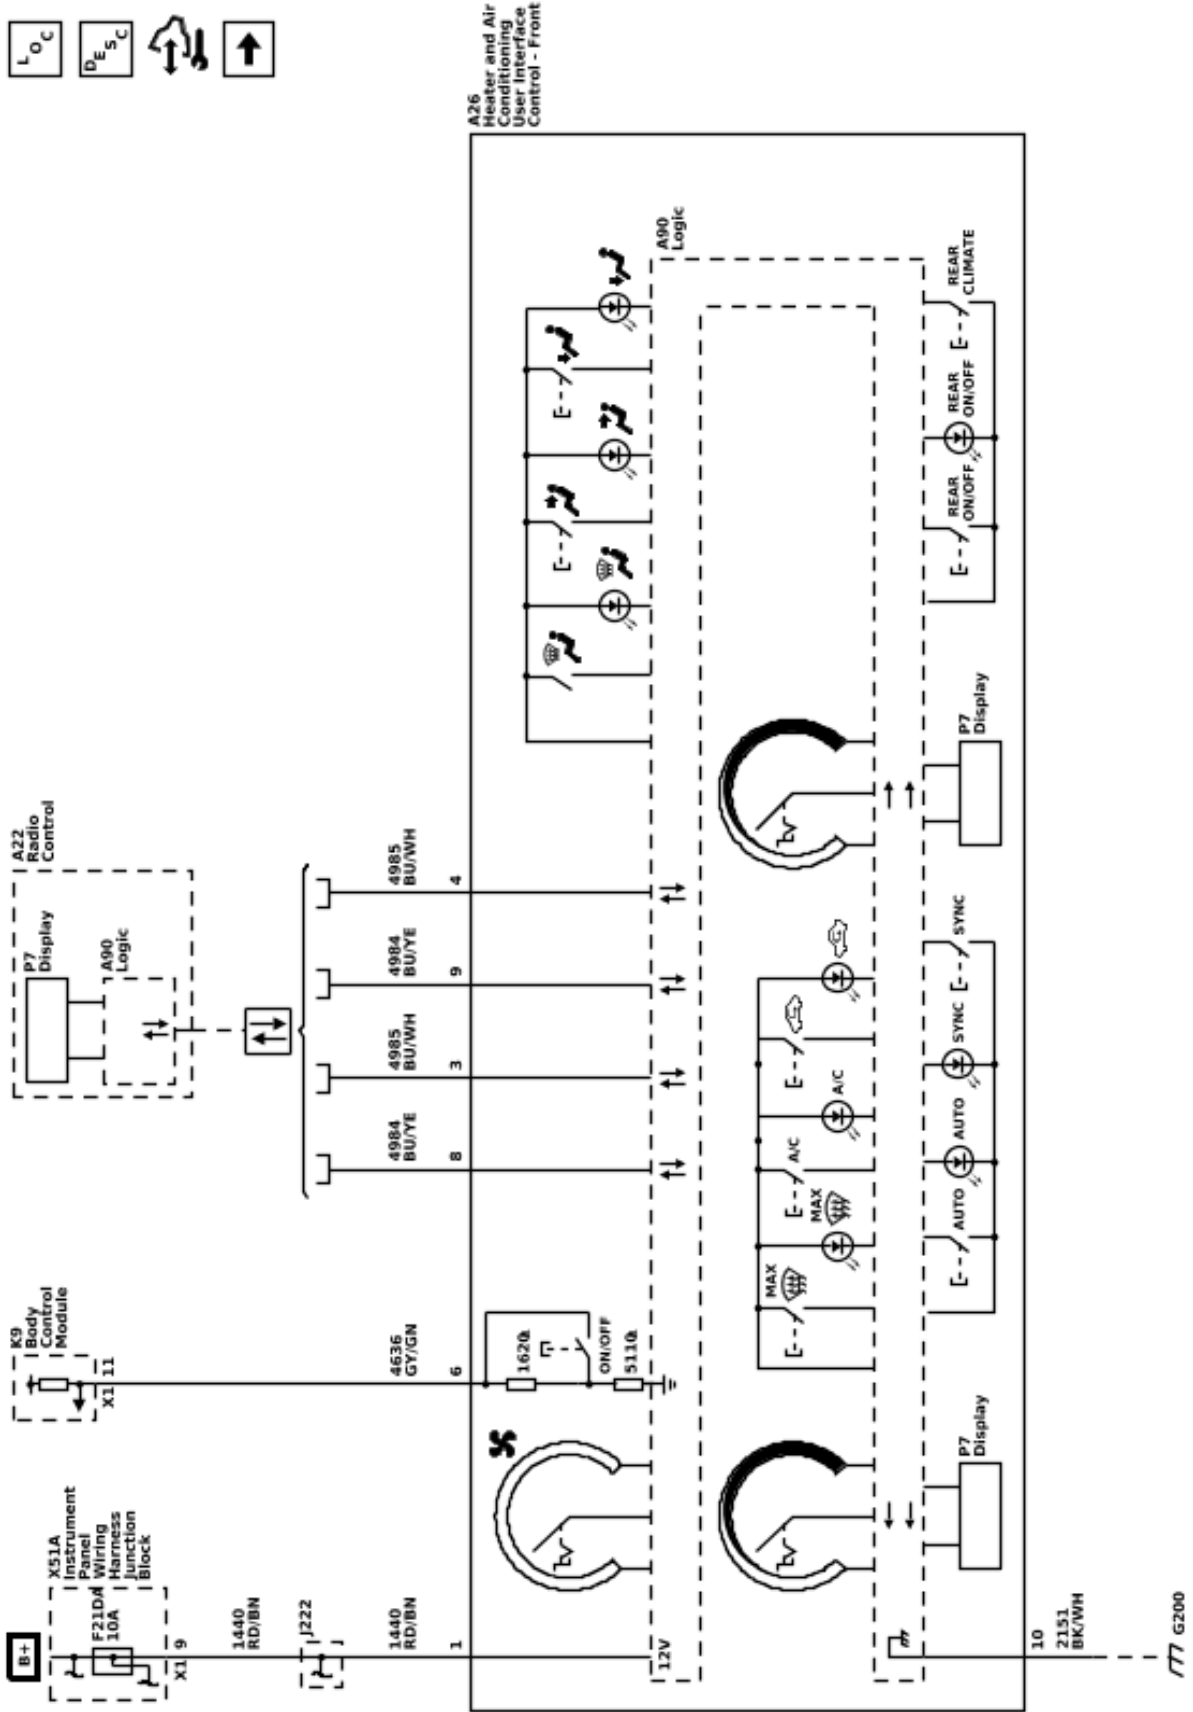 LOC
DESC
A26
Heater and Air
Conditioning
User Interface
Control - Front
A90
Logic
REAR
CLIMATE
REAR
ON/OFF
REAR
ON/OFF
P7
Display
A22
Radio
Control
P7
Display
A90
Logic
4985
BU/WH
4
4984
BU/YE
9
4985
BU/WH
3
4984
BU/YE
8
SYNC
SYNC
AUTO
AUTO
A/C
A/C
MAX
MAX
K9
Body
Control
Module
X1 11
4636
GY/GN
6
1620Ω
ON/OFF
5110Ω
P7
Display
X51A
Instrument
Panel
Wiring
Harness
Junction
Block
B+
F21DA
10A
X1 9
1440
RD/BN
J222
1440
RD/BN
1
12V
10
2151
BK/WH
G200